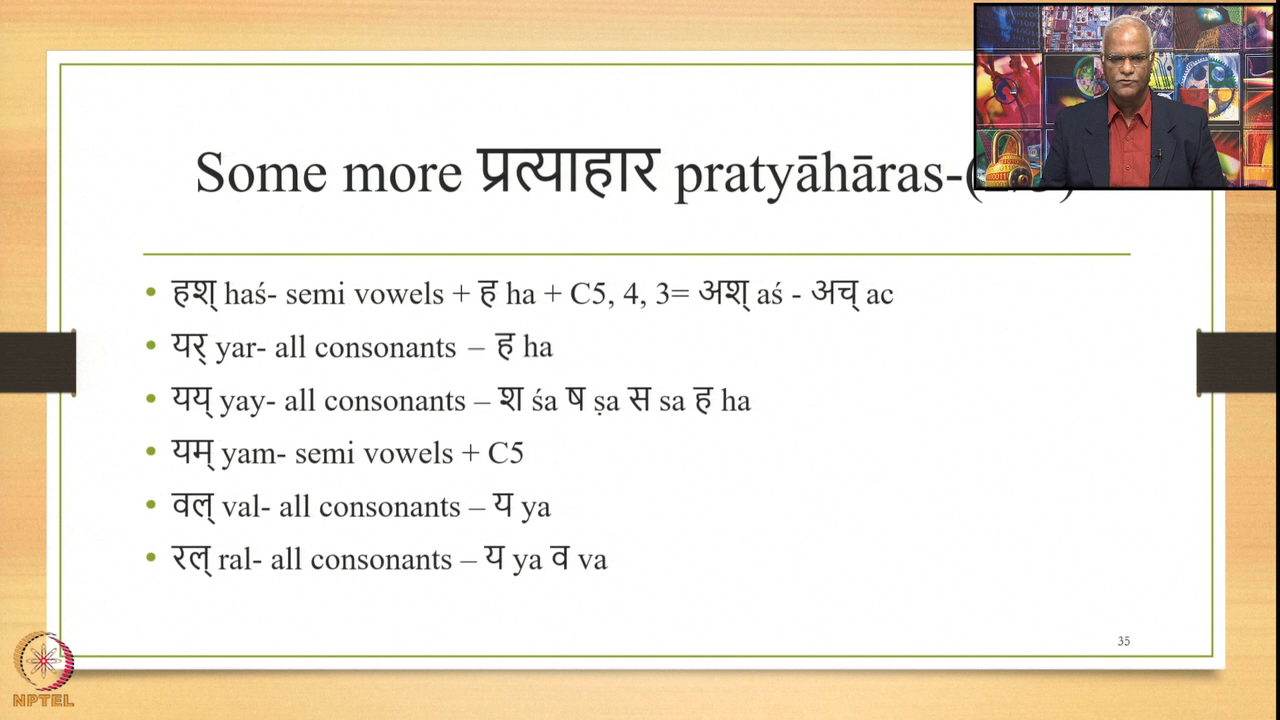 Some more प्रत्याहार pratyāhāras-
• हश् haś- semi vowels + ह ha + C5, 4, 3= अश् aś - अच् ac
• यर् yar- all consonants – ह ha
• यय् yay- all consonants – श śa ष ṣa स sa ह ha
• यम् yam- semi vowels + C5
• वल् val- all consonants – य ya
• रल् ral- all consonants – य ya व va
35
NPTEL